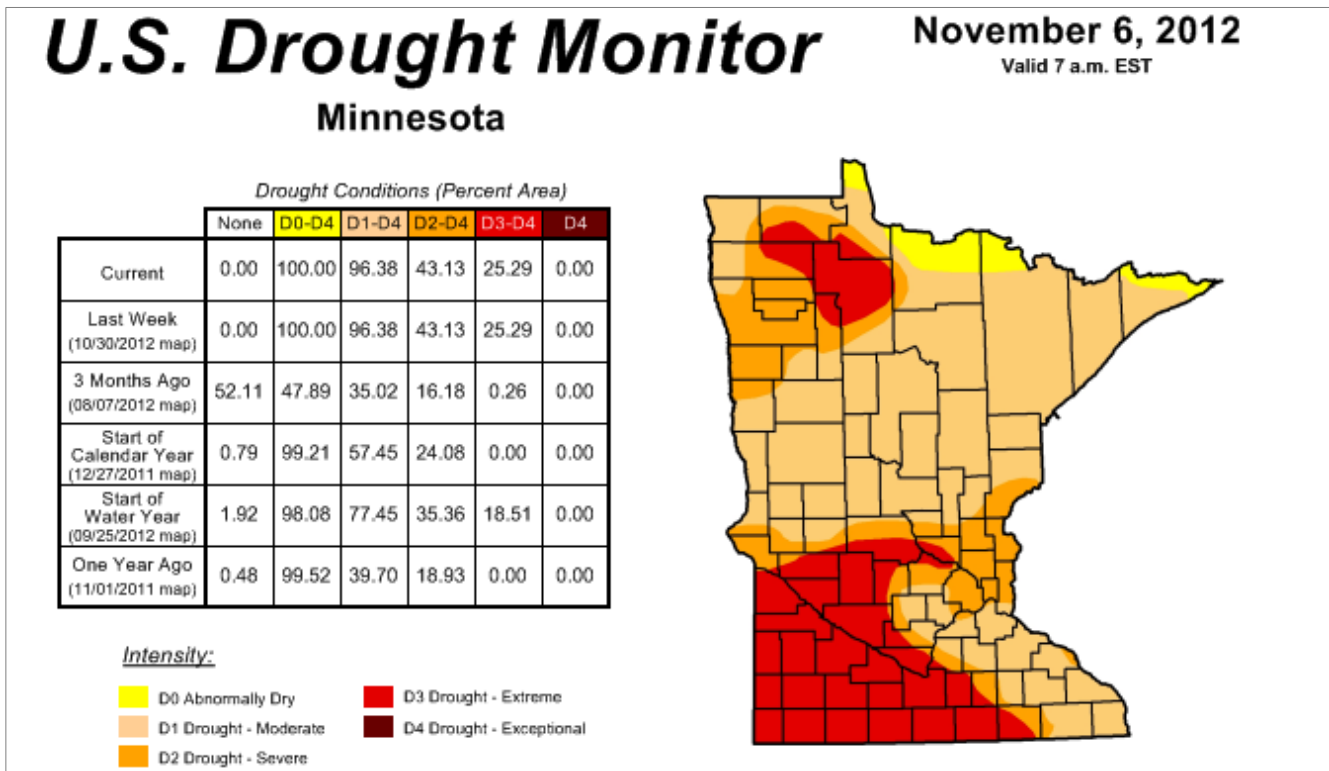 U.S. Drought Monitor
November 6, 2012
Valid 7 a.m. EST
Minnesota
Drought Conditions (Percent Area)
None D0-D4 D1-D4 D2-D4 D3-D4 D4
Current 0.00 100.00 96.38 43.13 25.29 0.00
Last Week
(10/30/2012 map) 0.00 100.00 96.38 43.13 25.29 0.00
3 Months Ago
(08/07/2012 map) 52.11 47.89 35.02 16.18 0.26 0.00
Start of
Calendar Year
(12/27/2011 map) 0.79 99.21 57.45 24.08 0.00 0.00
Start of
Water Year
(09/25/2012 map) 1.92 98.08 77.45 35.36 18.51 0.00
One Year Ago
(11/01/2011 map) 0.48 99.52 39.70 18.93 0.00 0.00
Intensity:
D0 Abnormally Dry
D1 Drought - Moderate
D2 Drought - Severe
D3 Drought - Extreme
D4 Drought - Exceptional